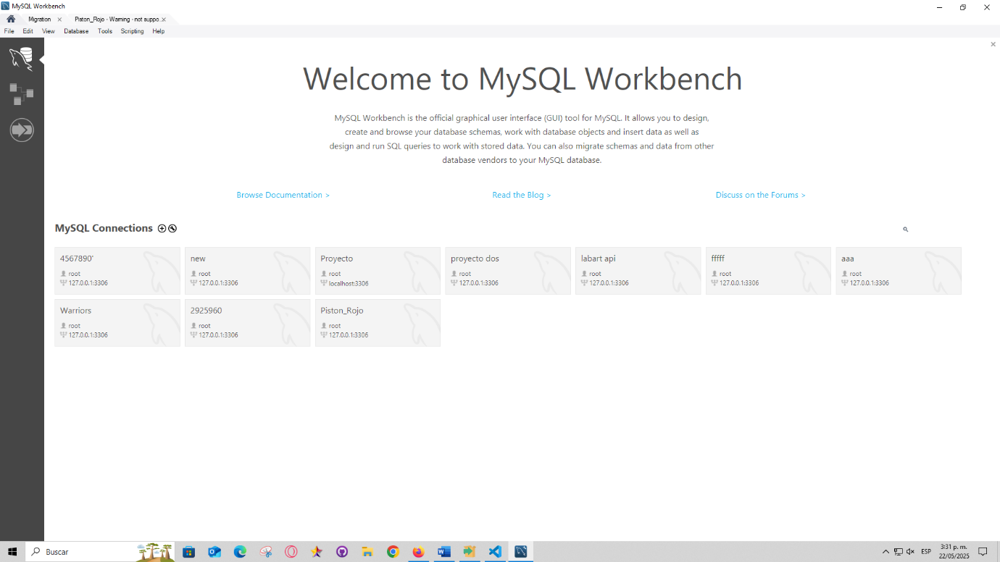 MySQL Workbench
Migration
Piston_Rojo - Warning - not suppo...
File Edit View Database Tools Scripting Help
Welcome to MySQL Workbench
MySQL Workbench is the official graphical user interface (GUI) tool for MySQL. It allows you to design,
create and browse your database schemas, work with database objects and insert data as well as
design and run SQL queries to work with stored data. You can also migrate schemas and data from other
database vendors to your MySQL database.
Browse Documentation >
Read the Blog >
Discuss on the Forums >
MySQL Connections
4567890'
root
127.0.0.1:3306
new
root
127.0.0.1:3306
Proyecto
root
localhost:3306
proyecto dos
root
127.0.0.1:3306
labart api
root
127.0.0.1:3306
fffff
root
127.0.0.1:3306
aaa
root
127.0.0.1:3306
Warriors
root
127.0.0.1:3306
2925960
root
127.0.0.1:3306
Piston_Rojo
root
127.0.0.1:3306
Buscar
ESP
3:31 p. m.
22/05/2025